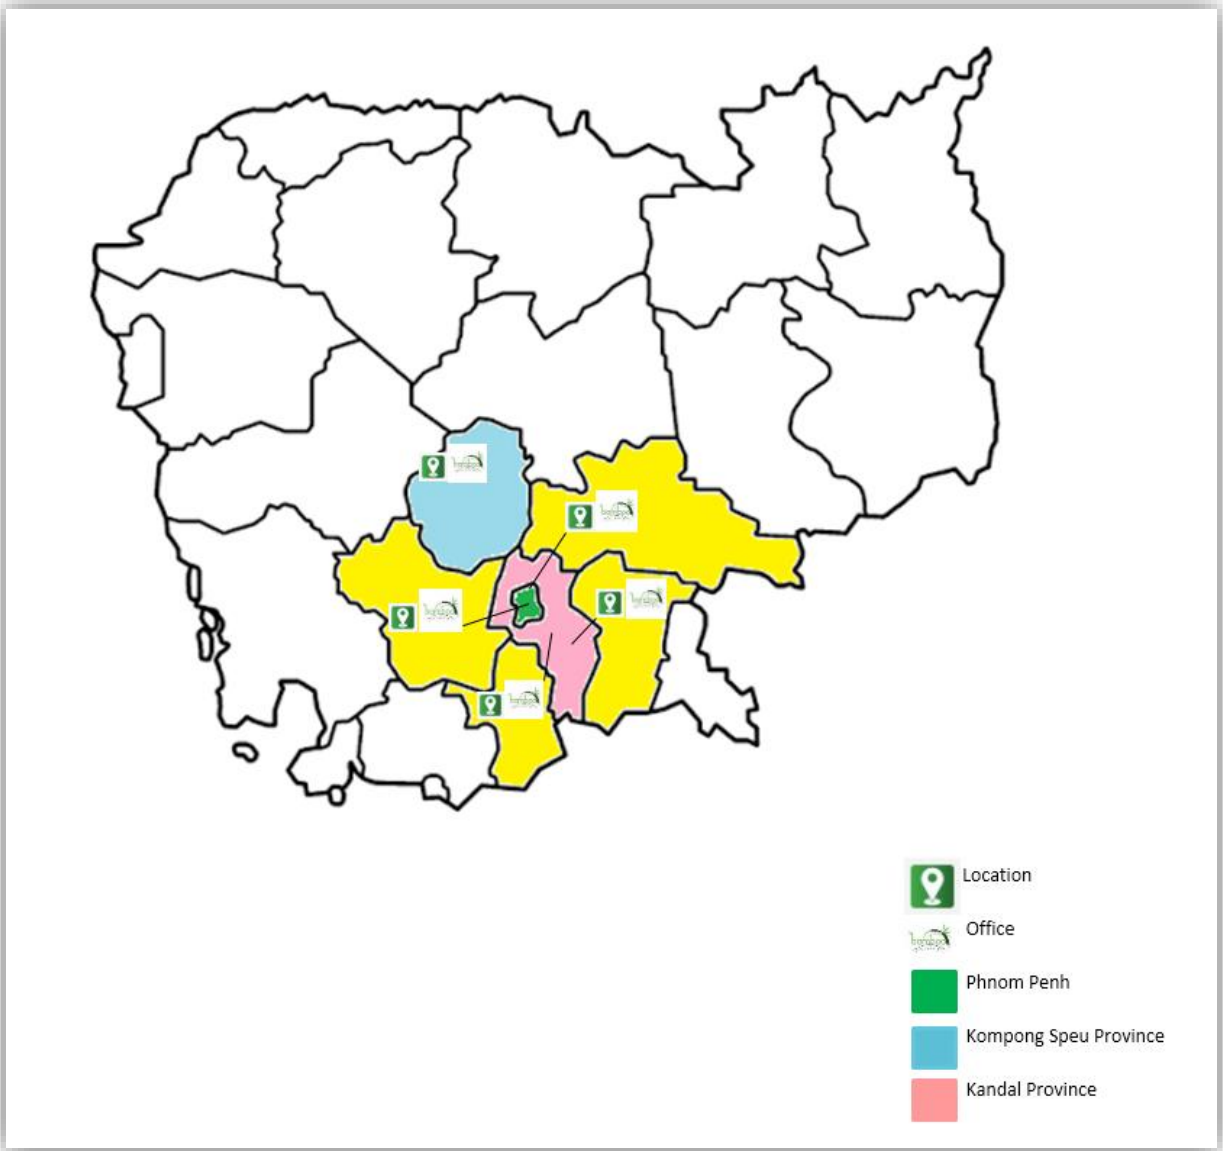 Location
Office
Phnom Penh
Kompong Speu Province
Kandal Province